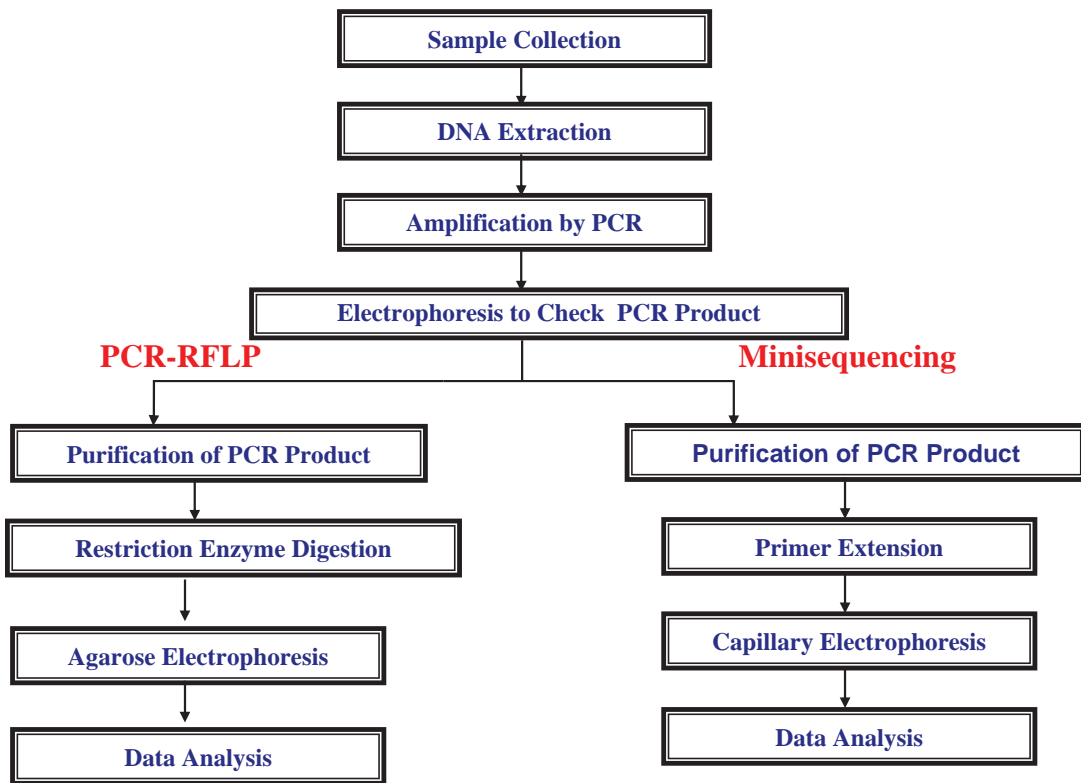 Sample Collection
DNA Extraction
Amplification by PCR
Electrophoresis to Check PCR Product
PCR-RFLP
Minisequencing
Purification of PCR Product
Restriction Enzyme Digestion
Agarose Electrophoresis
Data Analysis
Purification of PCR Product
Primer Extension
Capillary Electrophoresis
Data Analysis